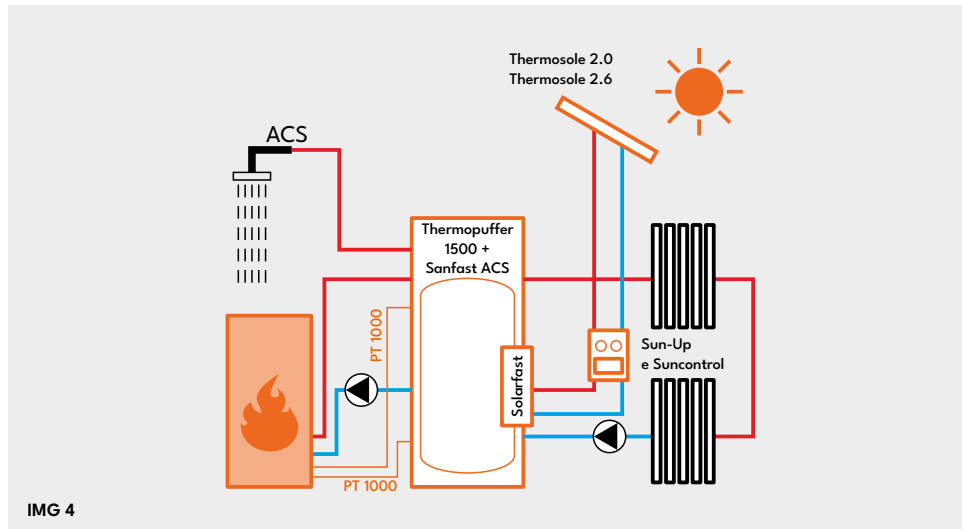 Thermosole 2.0
Thermosole 2.6
ACS
Thermopuffer
1500 +
Sanfast ACS
PT 1000
Solarfast
Sun-Up
e Suncontrol
PT 1000
IMG 4